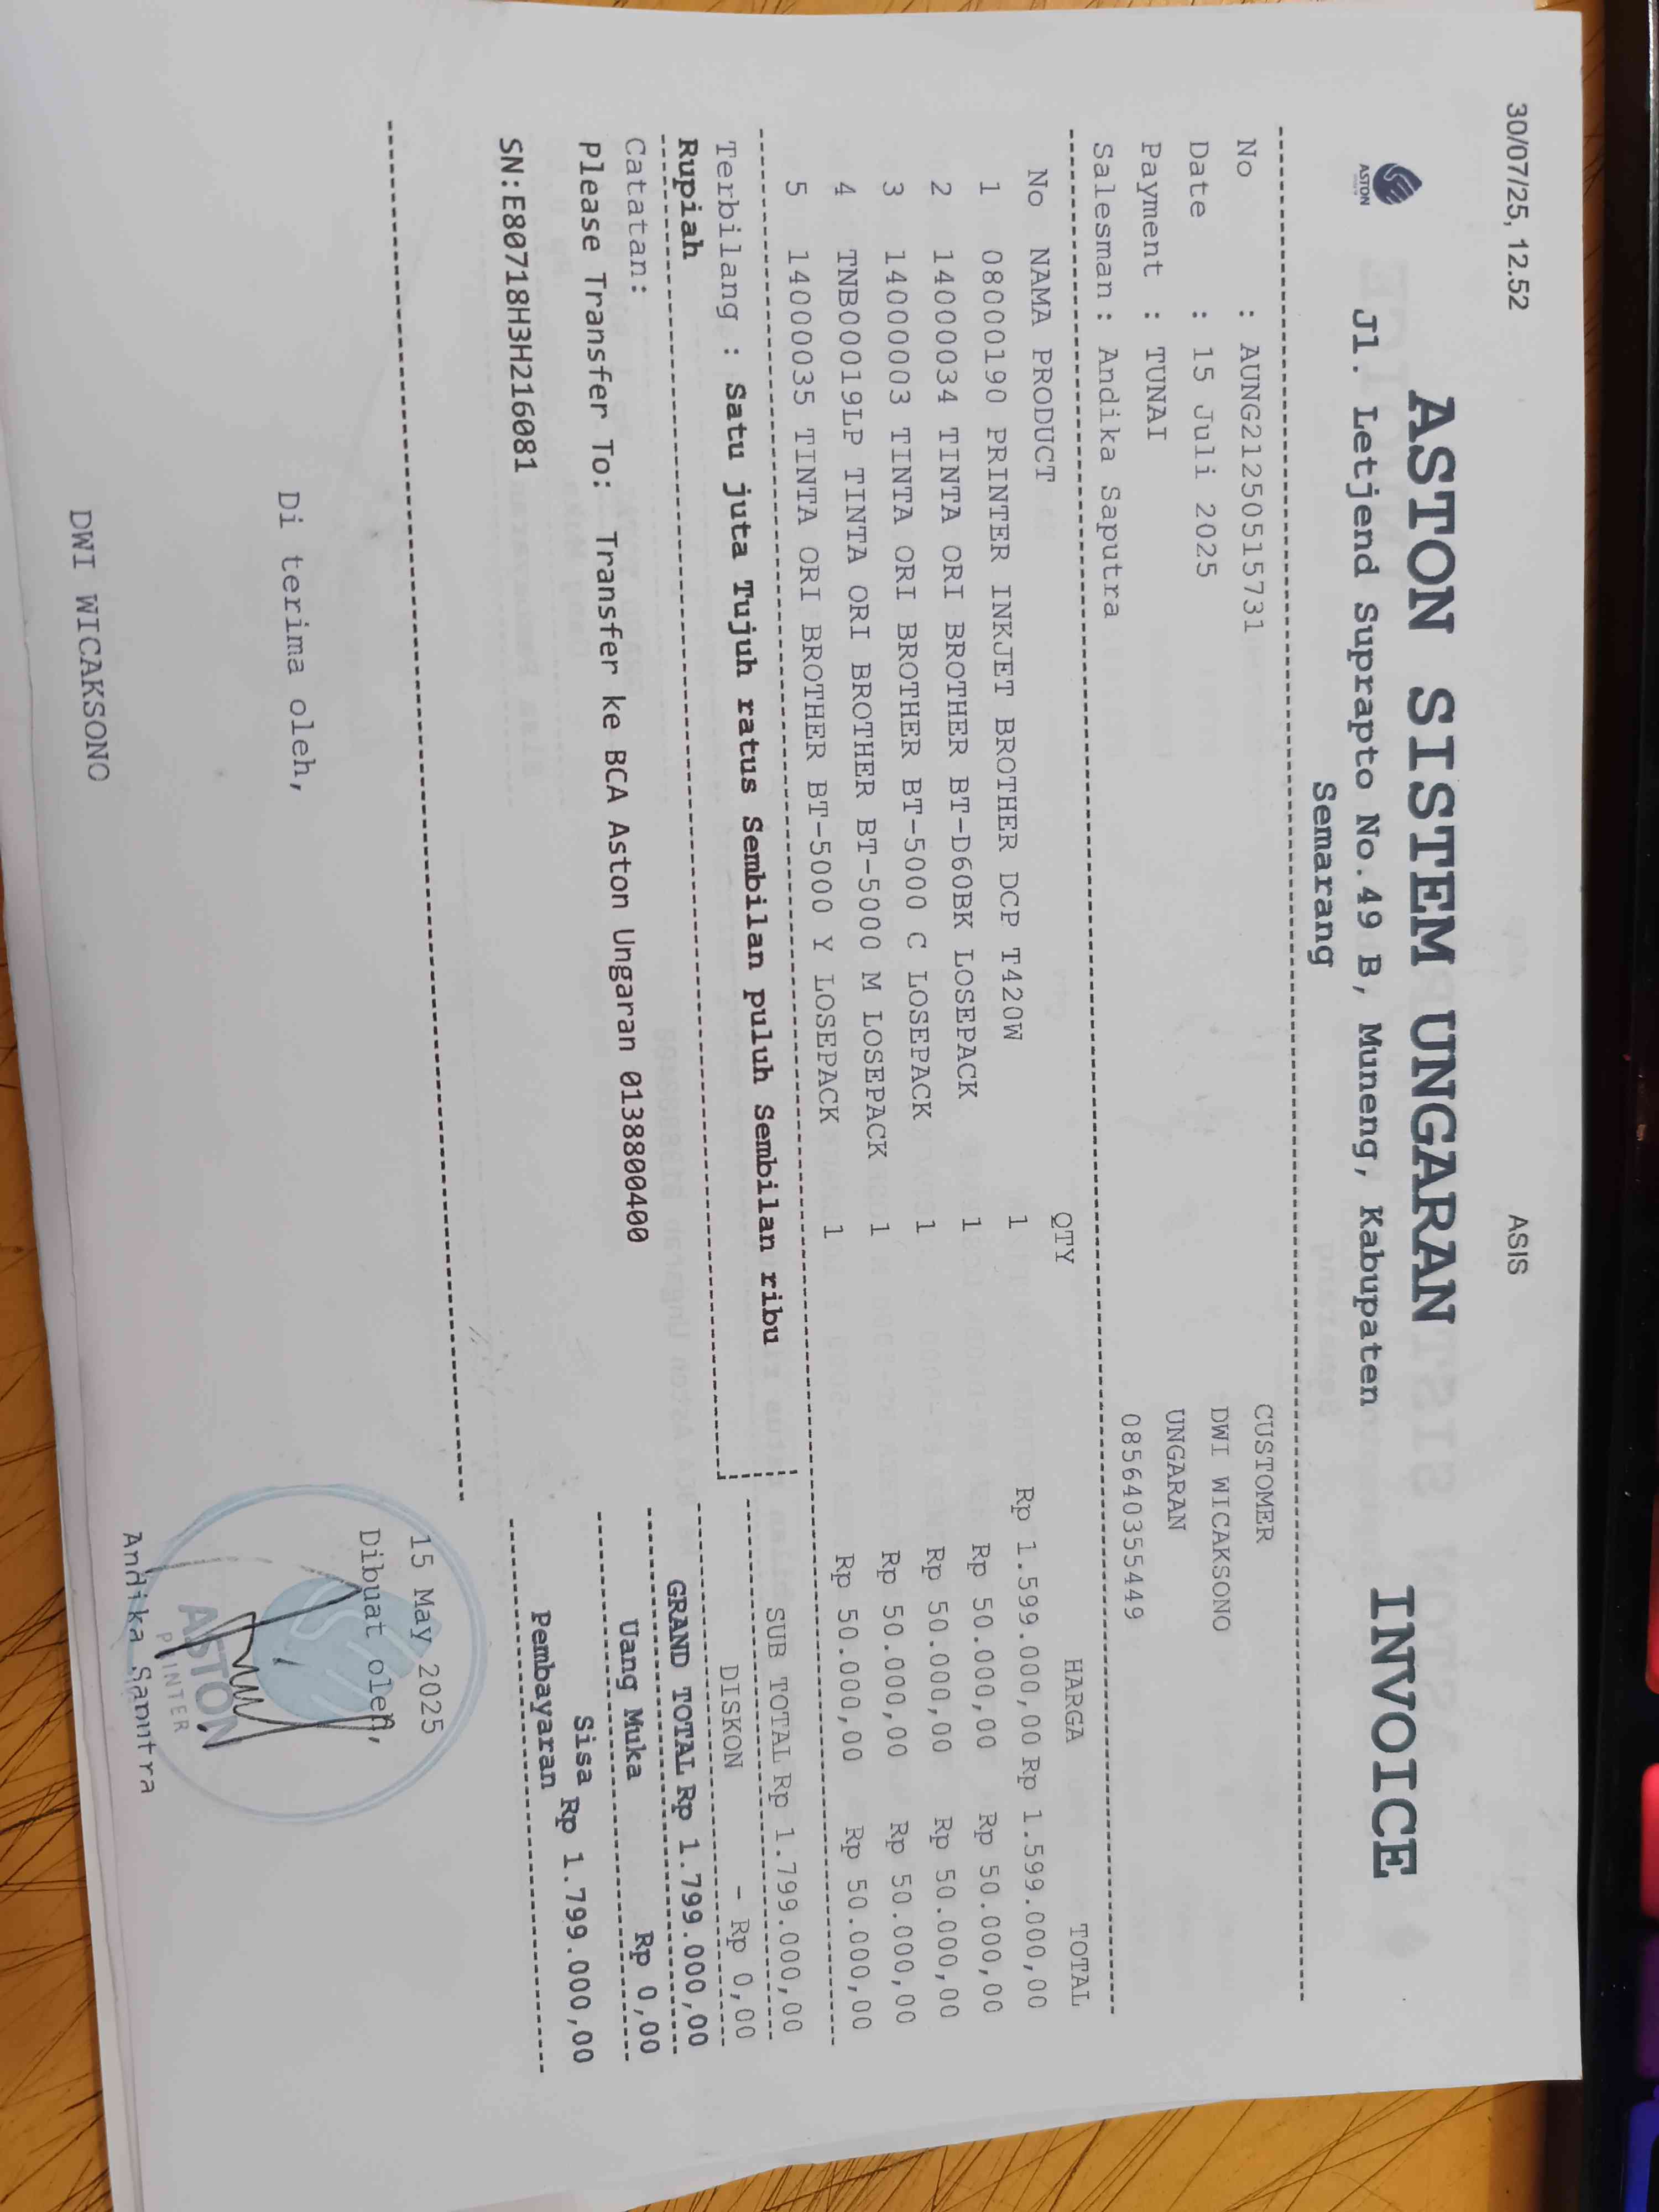 30/07/25, 12.52 ASIS
ASTON SISTEM UNGARAN INVOICE
Jl. Letjend Suprapto No.49 B, Muneng, Kabupaten
Semarang
ASTON
No : AUNG21250515731 CUSTOMER
Date : 15 Juli 2025 DWI WICAKSONO
Payment : TUNAI UNGARAN
Salesman : Andika Saputra 085640355449
No NAMA PRODUCT QTY HARGA TOTAL
1 08000190 PRINTER INKJET BROTHER DCP T420W 1 Rp 1.599.000,00 Rp 1.599.000,00
2 14000034 TINTA ORI BROTHER BT-D60BK LOSEPACK 1 Rp 50.000,00 Rp 50.000,00
3 14000003 TINTA ORI BROTHER BT-5000 C LOSEPACK 1 Rp 50.000,00 Rp 50.000,00
4 TNB00019LP TINTA ORI BROTHER BT-5000 M LOSEPACK 1 Rp 50.000,00 Rp 50.000,00
5 14000035 TINTA ORI BROTHER BT-5000 Y LOSEPACK 1 Rp 50.000,00 Rp 50.000,00
Terbilang : Satu juta Tujuh ratus Sembilan puluh Sembilan ribu
Rupiah
SUB TOTAL Rp 1.799.000,00
DISKON - Rp 0,00
GRAND TOTAL Rp 1.799.000,00
Uang Muka Rp 0,00
Sisa Rp 1.799.000,00
Pembayaran
Catatan:
Please Transfer To: Transfer ke BCA Aston Ungaran 0138800400
SN:E80718H3H216081
15 May 2025
Di terima oleh, Dibuat oleh,
ASTON
PRINTER
DWI WICAKSONO Andika Saputra